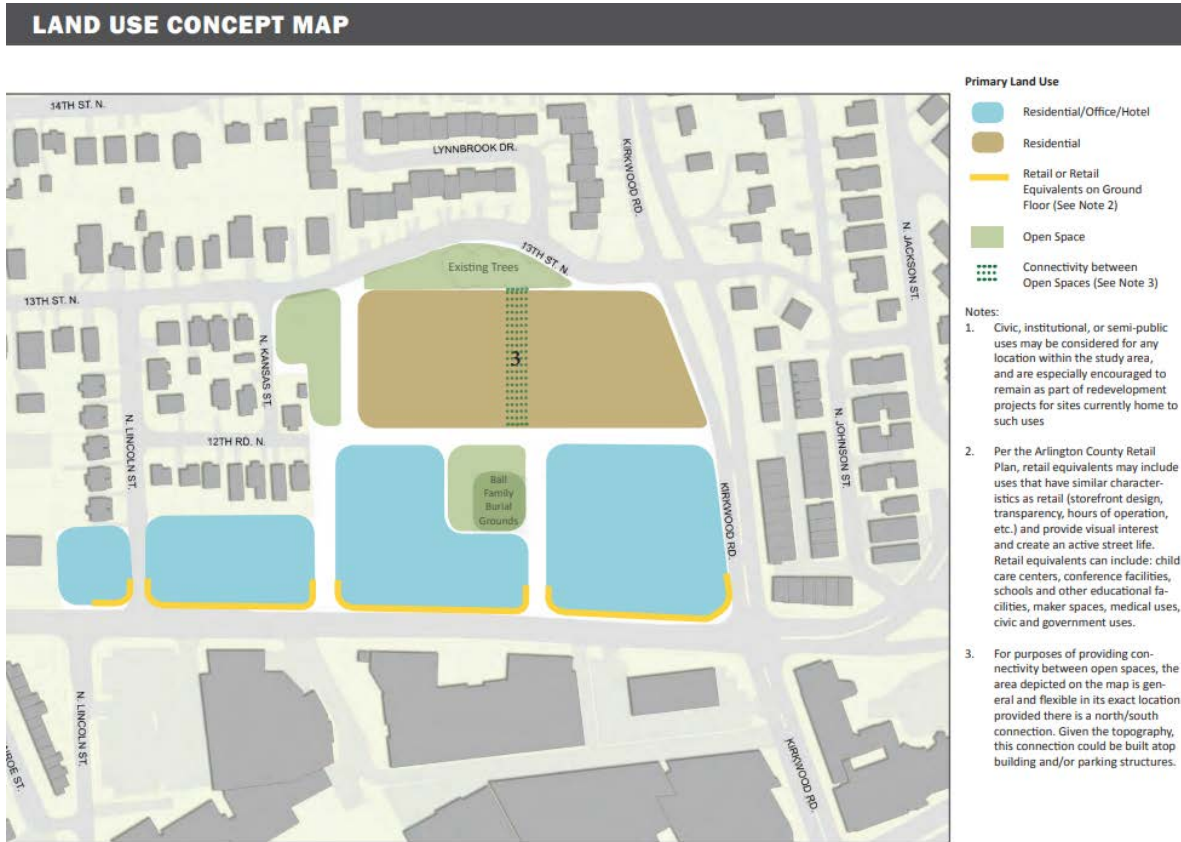 LAND USE CONCEPT MAP
14TH ST. N.
LYNNBROOK DR.
KIRKWOOD RD.
N. JACKSON ST.
13TH ST. N.
Existing Trees
13TH ST. N.
N. KANSAS ST.
3
N. LINCOLN ST.
12TH RD. N.
N. JOHNSON ST.
Ball
Family
Burial
Grounds
KIRKWOOD RD.
N. LINCOLN ST.
ROE ST.
KIRKWOOD RD.
Primary Land Use
Residential/Office/Hotel
Residential
Retail or Retail
Equivalents on Ground
Floor (See Note 2)
Open Space
Connectivity between
Open Spaces (See Note 3)
Notes:
1. Civic, institutional, or semi-public
uses may be considered for any
location within the study area,
and are especially encouraged to
remain as part of redevelopment
projects for sites currently home to
such uses
2. Per the Arlington County Retail
Plan, retail equivalents may include
uses that have similar character-
istics as retail (storefront design,
transparency, hours of operation,
etc.) and provide visual interest
and create an active street life.
Retail equivalents can include: child
care centers, conference facilities,
schools and other educational fa-
cilities, maker spaces, medical uses,
civic and government uses.
3. For purposes of providing con-
nectivity between open spaces, the
area depicted on the map is gen-
eral and flexible in its exact location
provided there is a north/south
connection. Given the topography,
this connection could be built atop
building and/or parking structures.